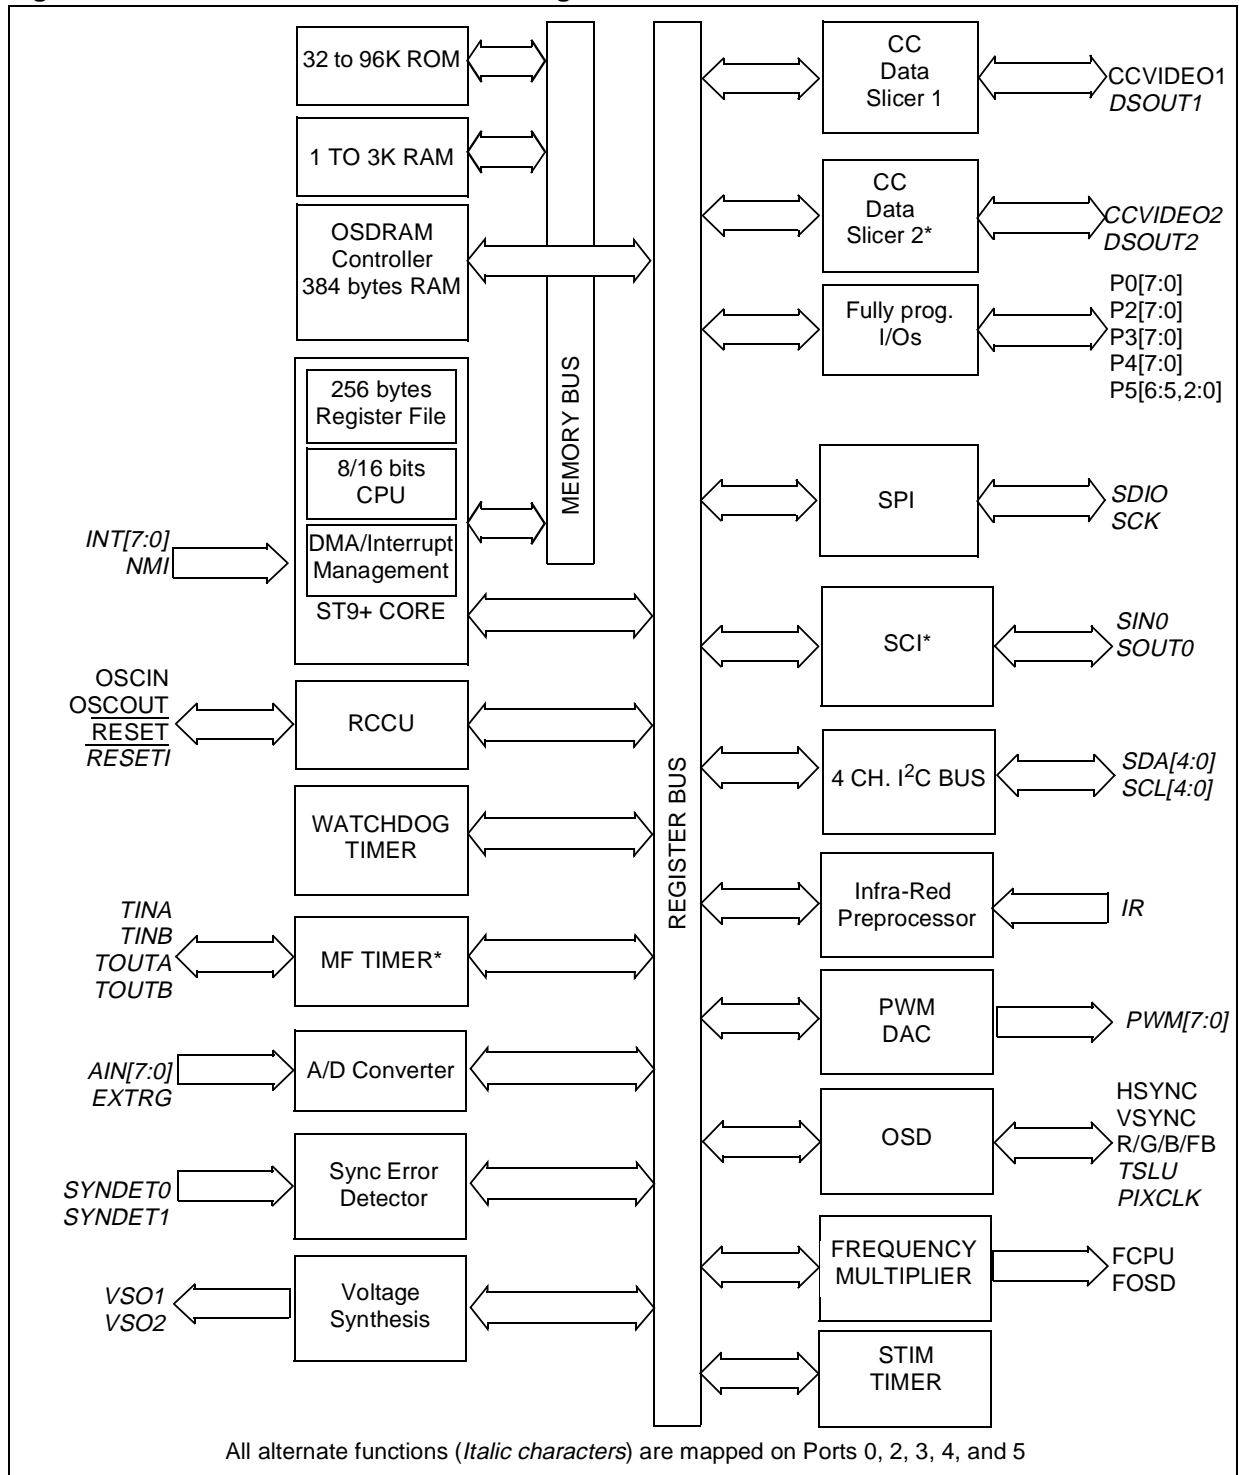 32 to 96K ROM
1 TO 3K RAM
OSDRAM
Controller
384 bytes RAM
256 bytes
Register File
8/16 bits
CPU
DMA/Interrupt
Management
ST9+ CORE
INT[7:0]
NMI
OSCIN
OSCOUT
RESET
RESETI
RCCU
WATCHDOG
TIMER
TINA
TINB
TOUTA
TOUTB
MF TIMER*
AIN[7:0]
EXTRG
A/D Converter
SYNDET0
SYNDET1
Sync Error
Detector
VSO1
VSO2
Voltage
Synthesis
MEMORY BUS
REGISTER BUS
CC
Data
Slicer 1
CCVIDEO1
DSOUT1
CC
Data
Slicer 2*
CCVIDEO2
DSOUT2
Fully prog.
I/Os
P0[7:0]
P2[7:0]
P3[7:0]
P4[7:0]
P5[6:5,2:0]
SPI
SDIO
SCK
SCI*
SIN0
SOUT0
4 CH. I²C BUS
SDA[4:0]
SCL[4:0]
Infra-Red
Preprocessor
IR
PWM
DAC
PWM[7:0]
OSD
HSYNC
VSYNC
R/G/B/FB
TSLU
PIXCLK
FREQUENCY
MULTIPLIER
FCPU
FOSD
STIM
TIMER
All alternate functions (Italic characters) are mapped on Ports 0, 2, 3, 4, and 5